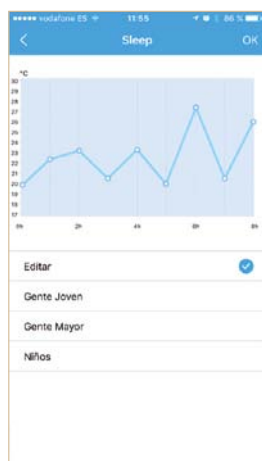 vodafone ES 11:55 86 %
Sleep OK
°C
30
29
28
27
26
25
24
23
22
21
20
19
18
17
0h 2h 4h 6h 8h
Editar
Gente Joven
Gente Mayor
Niños